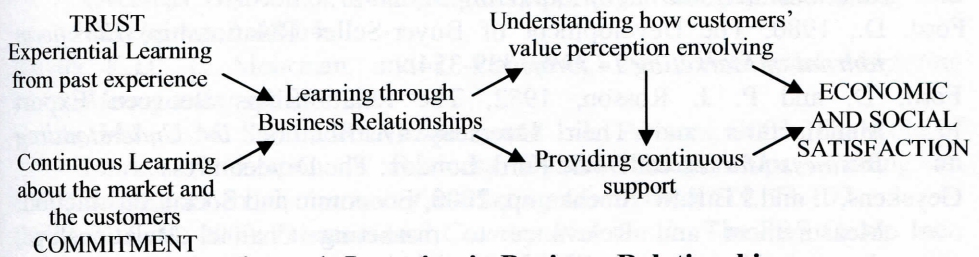 TRUST
Experiential Learning
from past experience
Continuous Learning
about the market and
the customers
COMMITMENT
Learning through
Business Relationships
Understanding how customers'
value perception envolving
Providing continuous
support
ECONOMIC
AND SOCIAL
SATISFACTION